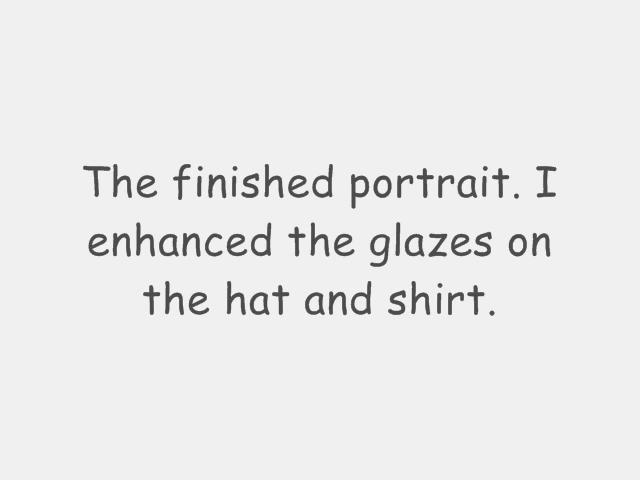 The finished portrait. I
enhanced the glazes on
the hat and shirt.